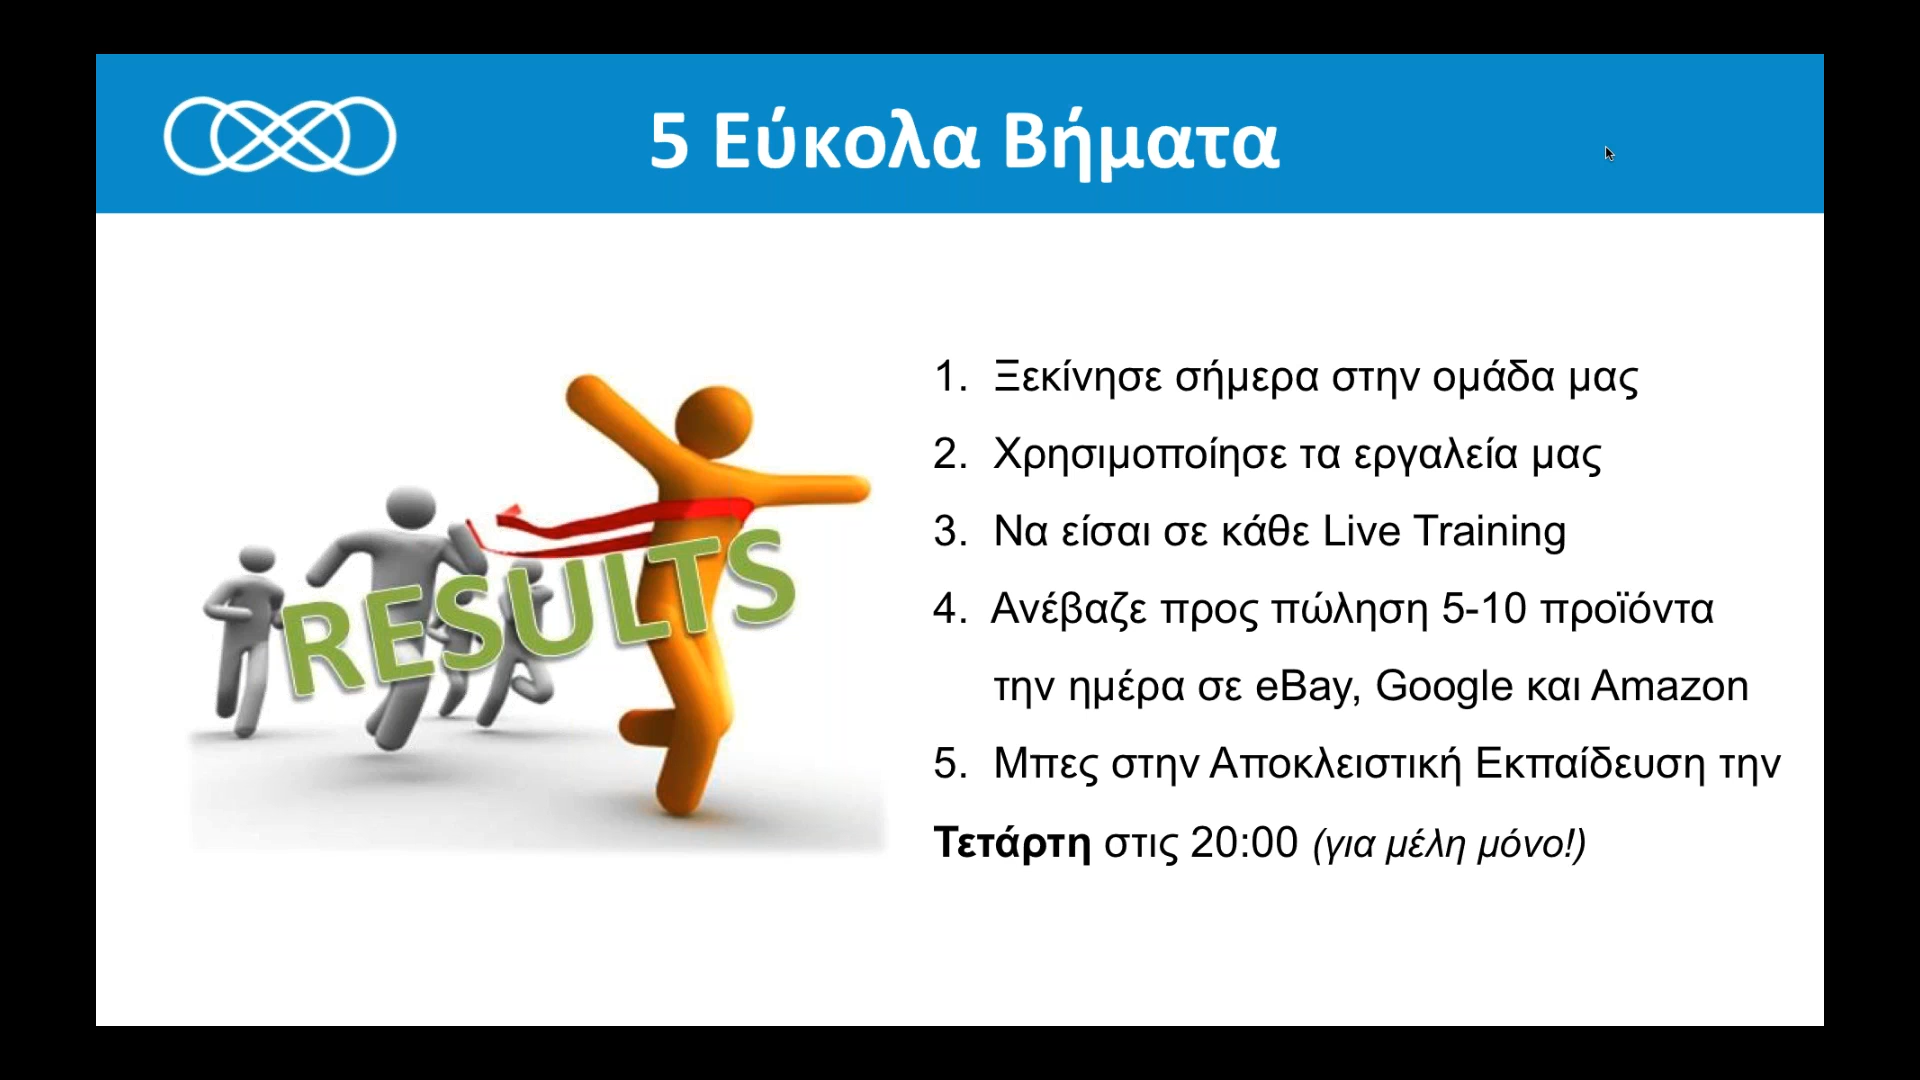 5 Εύκολα Βήματα
RESULTS
1. Ξεκίνησε σήμερα στην ομάδα μας
2. Χρησιμοποίησε τα εργαλεία μας
3. Να είσαι σε κάθε Live Training
4. Ανέβαζε προς πώληση 5-10 προϊόντα
την ημέρα σε eBay, Google και Amazon
5. Μπες στην Αποκλειστική Εκπαίδευση την
Τετάρτη στις 20:00 (για μέλη μόνο!)